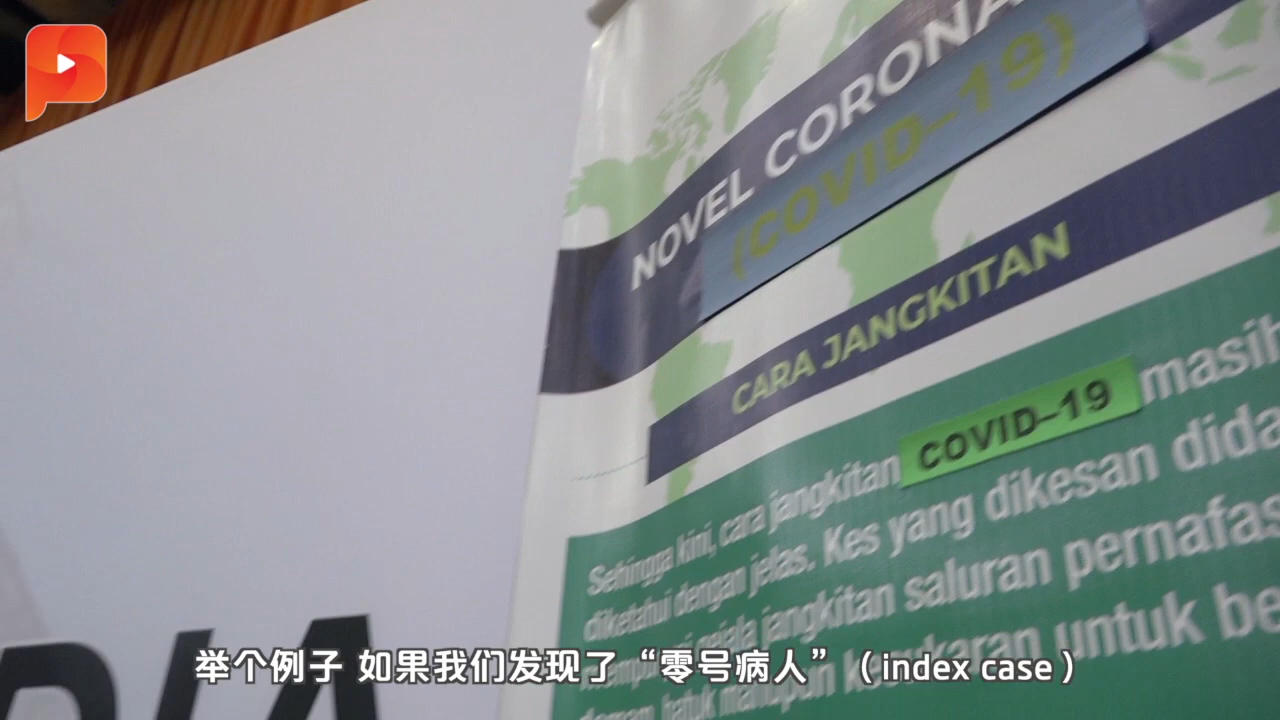 NOVEL CORONA
(COVID-19)
CARA JANGKITAN
Sehingga kini, cara jangkitan COVID-19 masih
diketahui dengan jelas. Kes yang dikesan dida
gejala jangkitan saluran pernafas
untuk be
举个例子 如果我们发现了“零号病人”（index case）